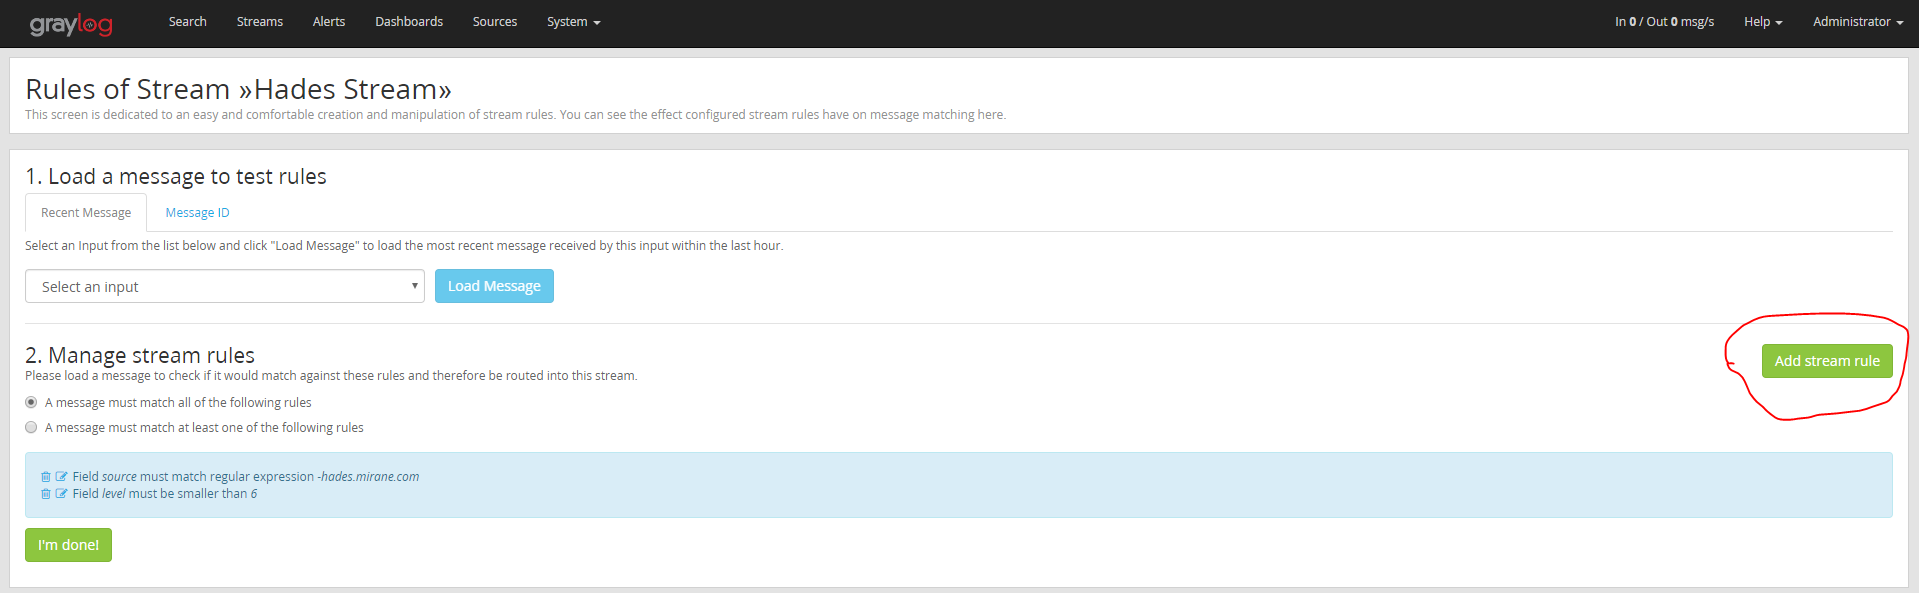 graylog Search Streams Alerts Dashboards Sources System In 0 / Out 0 msg/s Help Administrator
Rules of Stream »Hades Stream»
This screen is dedicated to an easy and comfortable creation and manipulation of stream rules. You can see the effect configured stream rules have on message matching here.
1. Load a message to test rules
Recent Message Message ID
Select an Input from the list below and click "Load Message" to load the most recent message received by this input within the last hour.
Select an input Load Message
2. Manage stream rules
Add stream rule
Please load a message to check if it would match against these rules and therefore be routed into this stream.
A message must match all of the following rules
A message must match at least one of the following rules
Field source must match regular expression -hades.mirane.com
Field level must be smaller than 6
I'm done!